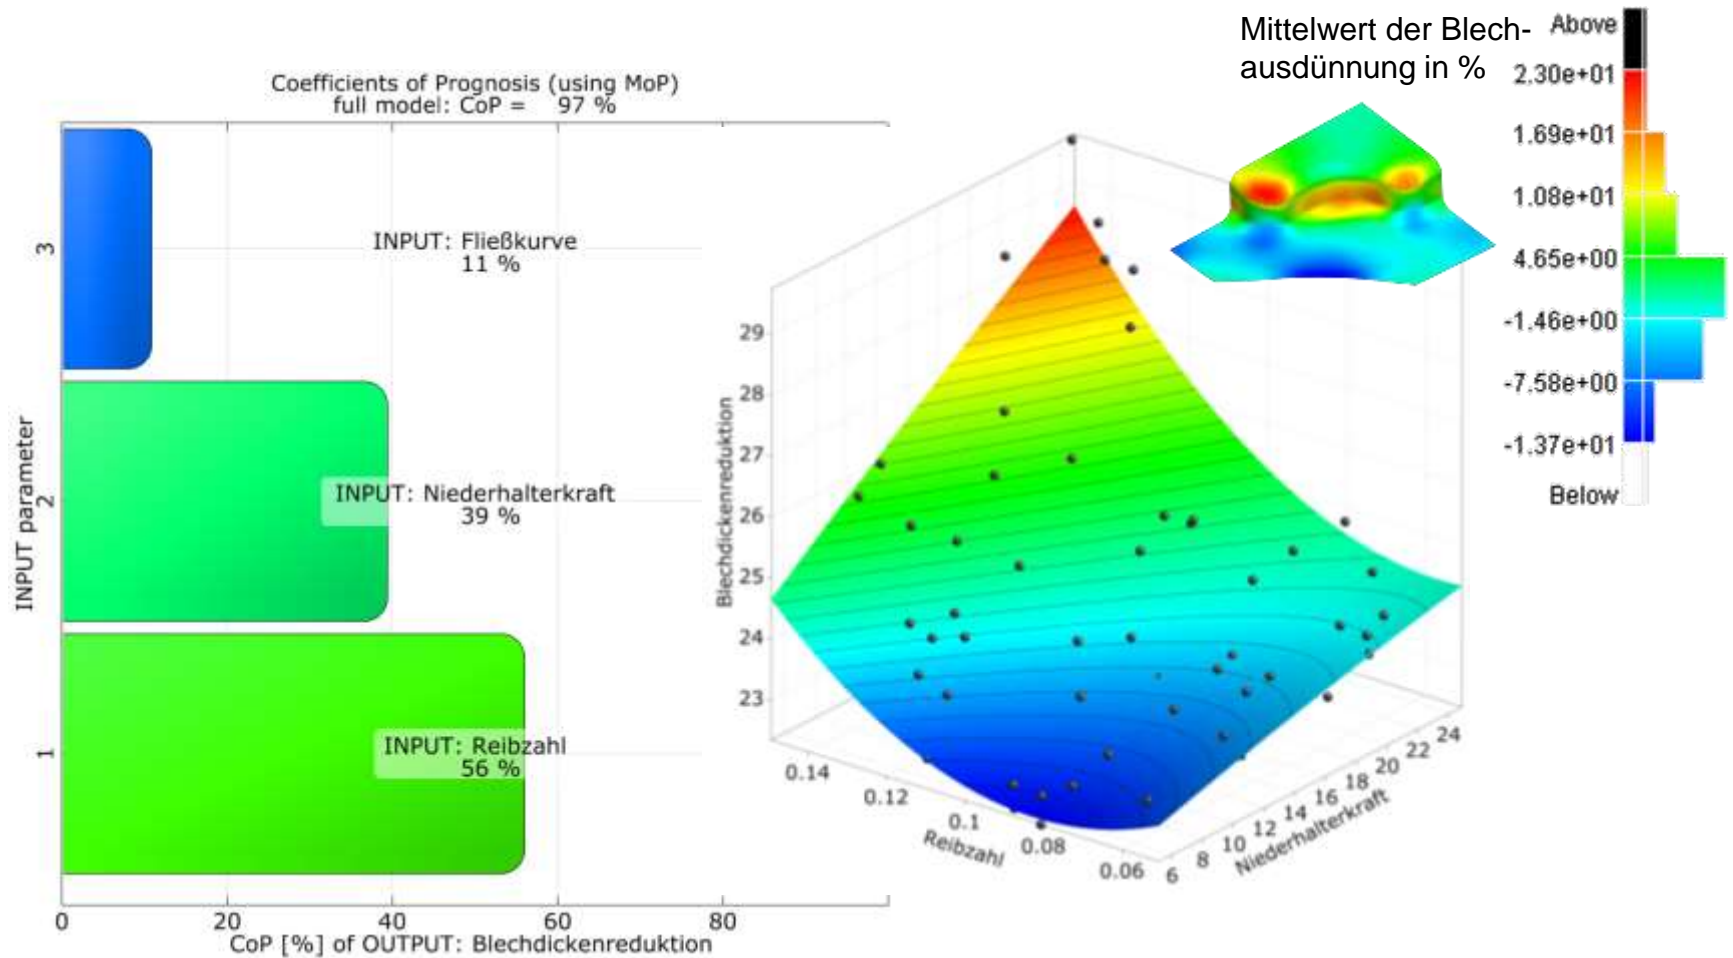 Coefficients of Prognosis (using MoP)
full model: CoP = 97 %
INPUT parameter
3
2
1
INPUT: Fließkurve
11 %
INPUT: Niederhalterkraft
39 %
INPUT: Reibzahl
56 %
0
20
40
60
80
CoP [%] of OUTPUT: Blechdickenreduktion
Blechdickenreduktion
29
28
27
26
25
24
23
0.14
0.12
0.1
0.08
0.06
Reibzahl
6
8
10
12
14
16
18
20
22
24
Niederhalterkraft
Mittelwert der Blech-
ausdünnung in %
Above
2.30e+01
1.69e+01
1.08e+01
4.65e+00
-1.46e+00
-7.58e+00
-1.37e+01
Below